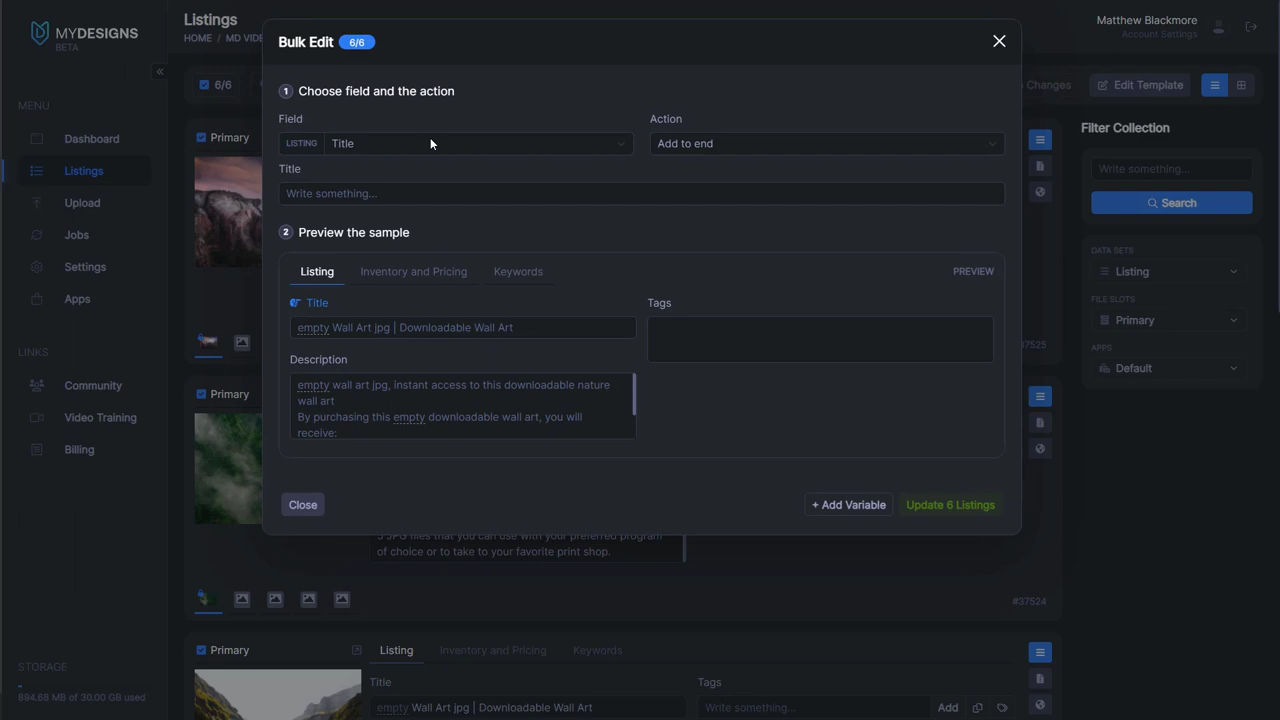 MYDESIGNS
BETA
Listings
HOME / MD VIDE
Matthew Blackmore
Account Settings
MENU
Dashboard
Listings
Upload
Jobs
Settings
Apps
LINKS
Community
Video Training
Billing
STORAGE
894.68 MB of 30.00 GB used
6/6
Changes
Edit Template
Primary
#37525
Primary
Bulk Edit 6/6
1 Choose field and the action
Field
LISTING Title
Action
Add to end
Title
Write something...
2 Preview the sample
Listing Inventory and Pricing Keywords PREVIEW
Title
empty Wall Art jpg | Downloadable Wall Art
Tags
Description
empty wall art jpg, instant access to this downloadable nature
wall art
By purchasing this empty downloadable wall art, you will
receive:
Close
+ Add Variable
Update 6 Listings
5 JPG files that you can use with your preferred program
of choice or to take to your favorite print shop.
#37524
Primary
Listing Inventory and Pricing Keywords
Title
empty Wall Art jpg | Downloadable Wall Art
Tags
Write something...
Add
Filter Collection
Write something...
Search
DATA SETS
Listing
FILE SLOTS
Primary
APPS
Default